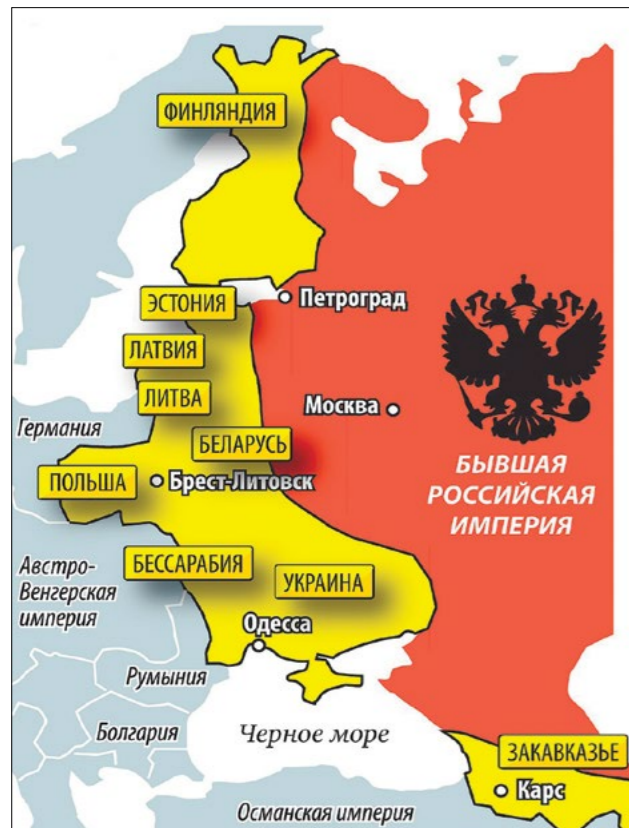 ФИНЛЯНДИЯ
ЭСТОНИЯ
Петроград
ЛАТВИЯ
ЛИТВА
Москва
Германия
БЕЛАРУСЬ
БЫВШАЯ
РОССИЙСКАЯ
ИМПЕРИЯ
ПОЛЬША
Брест-Литовск
Австро-
Венгерская
империя
БЕССАРАБИЯ
УКРАИНА
Одесса
Румыния
Болгария
Черное море
ЗАКАВКАЗЬЕ
Карс
Османская империя